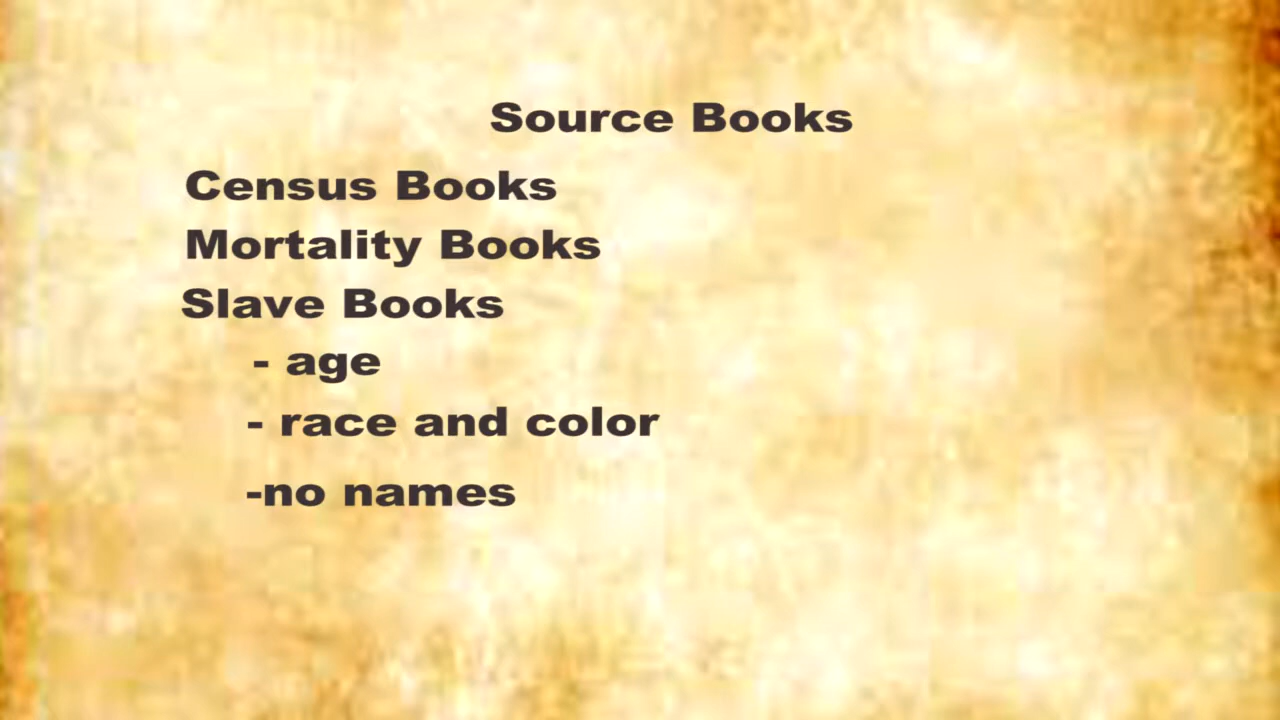 Source Books
Census Books
Mortality Books
Slave Books
- age
- race and color
-no names